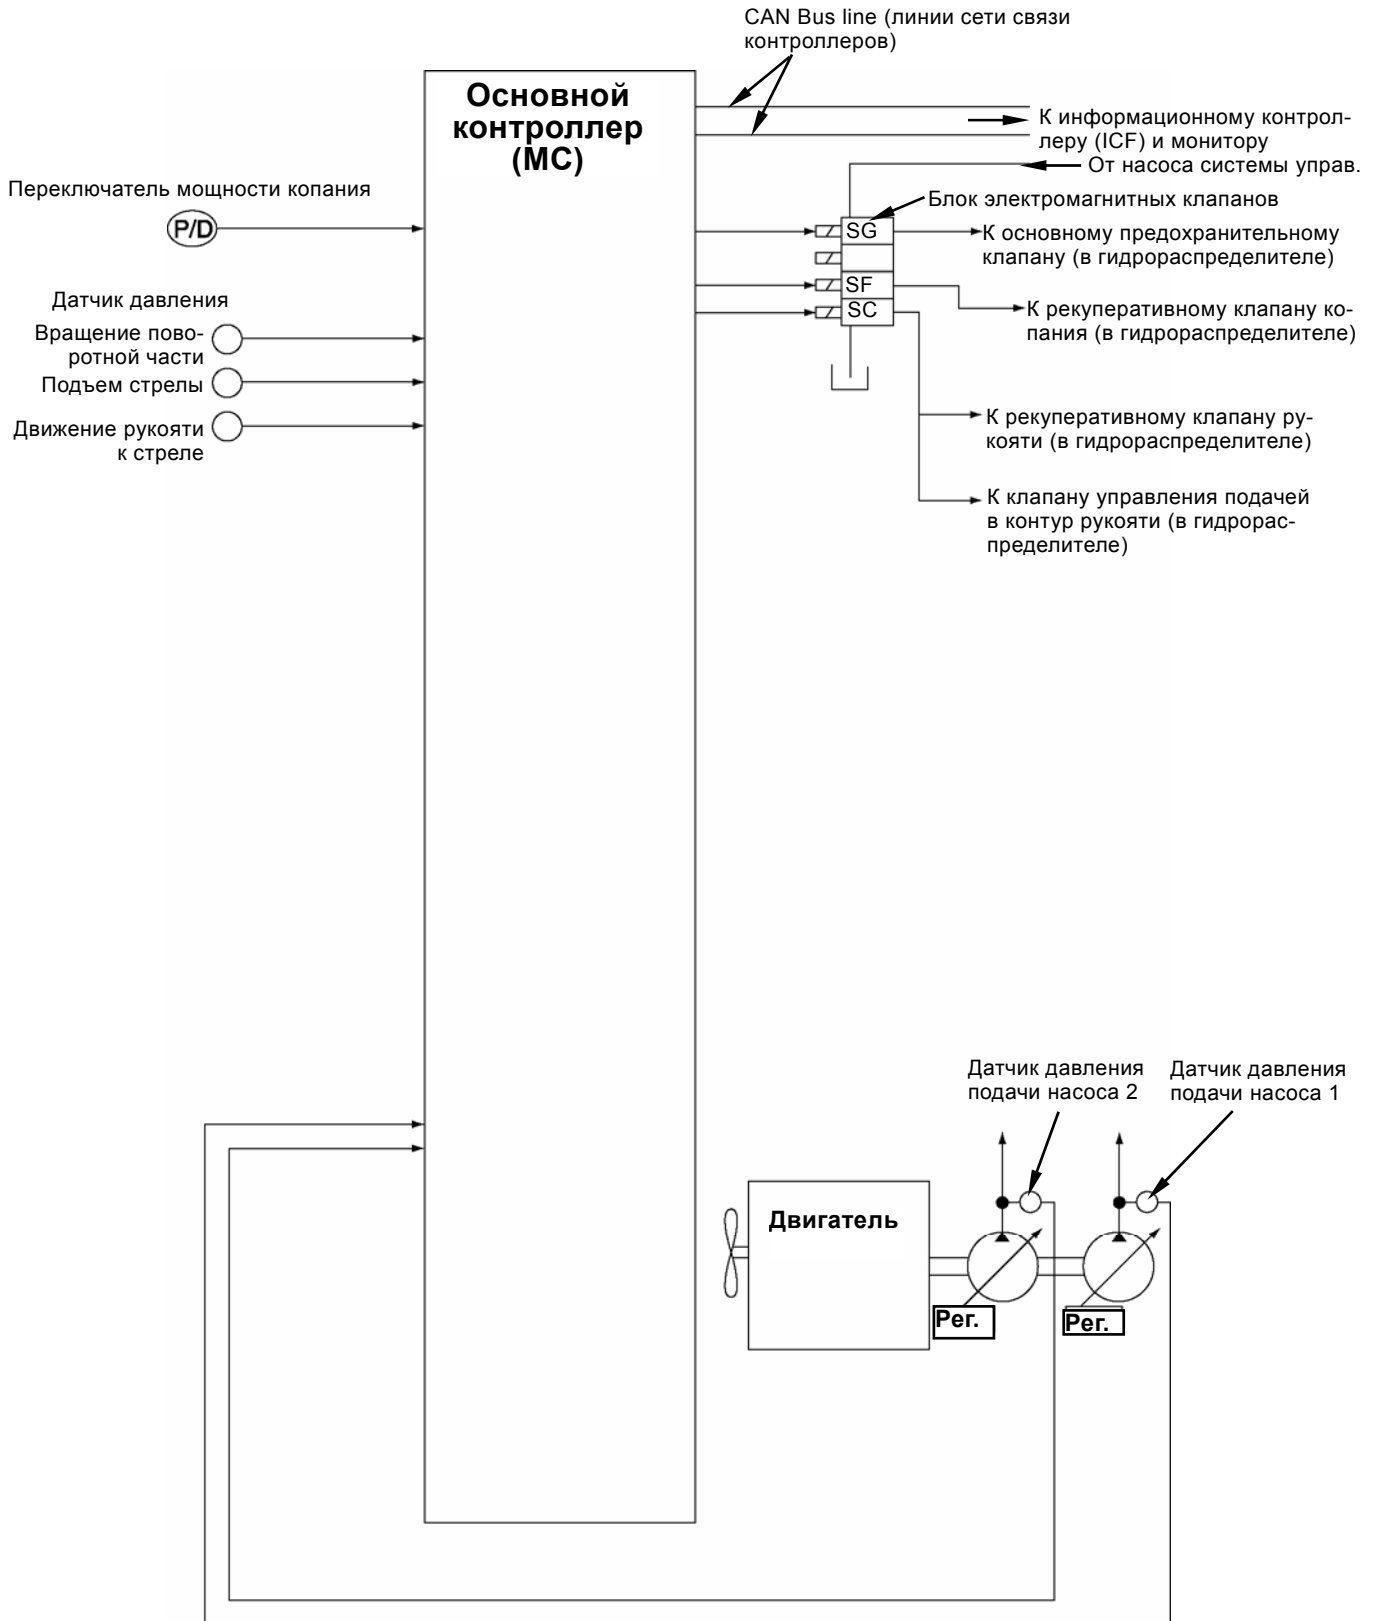 CAN Bus line (линии сети связи
контроллеров)
Основной
контроллер
(МС)
К информационному контрол-
леру (ICF) и монитору
От насоса системы управ.
Переключатель мощности копания
P/D
Блок электромагнитных клапанов
SG
К основному предохранительному
клапану (в гидрораспределителе)
SF
SC
К рекуперативному клапану ко-
пания (в гидрораспределителе)
Датчик давления
Вращение пово-
ротной части
Подъем стрелы
Движение рукояти
к стреле
К рекуперативному клапану ру-
кояти (в гидрораспределителе)
К клапану управления подачей
в контур рукояти (в гидрорас-
пределителе)
Датчик давления
подачи насоса 2
Датчик давления
подачи насоса 1
Двигатель
Рег.
Рег.